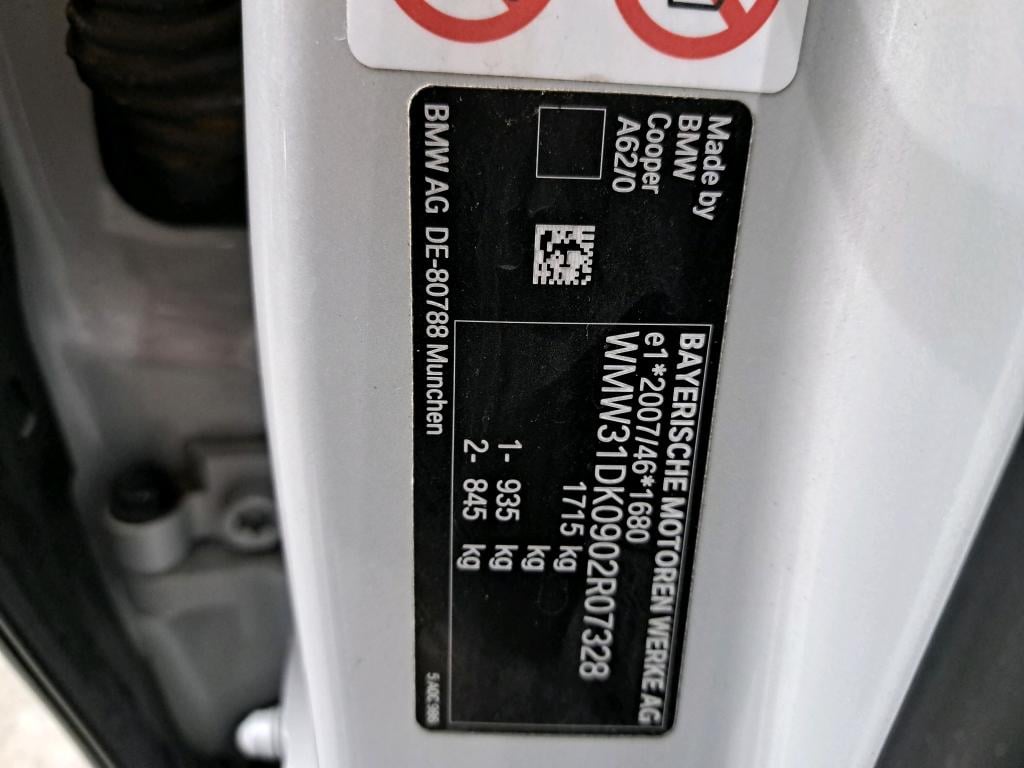 Made by
BMW
Cooper
A62/0
BAYERISCHE MOTOREN WERKE AG
e1*2007/46*1680
WMW31DK0902R07328
1715 kg
kg
1- 935 kg
2- 845 kg
BMW AG DE-80788 Munchen